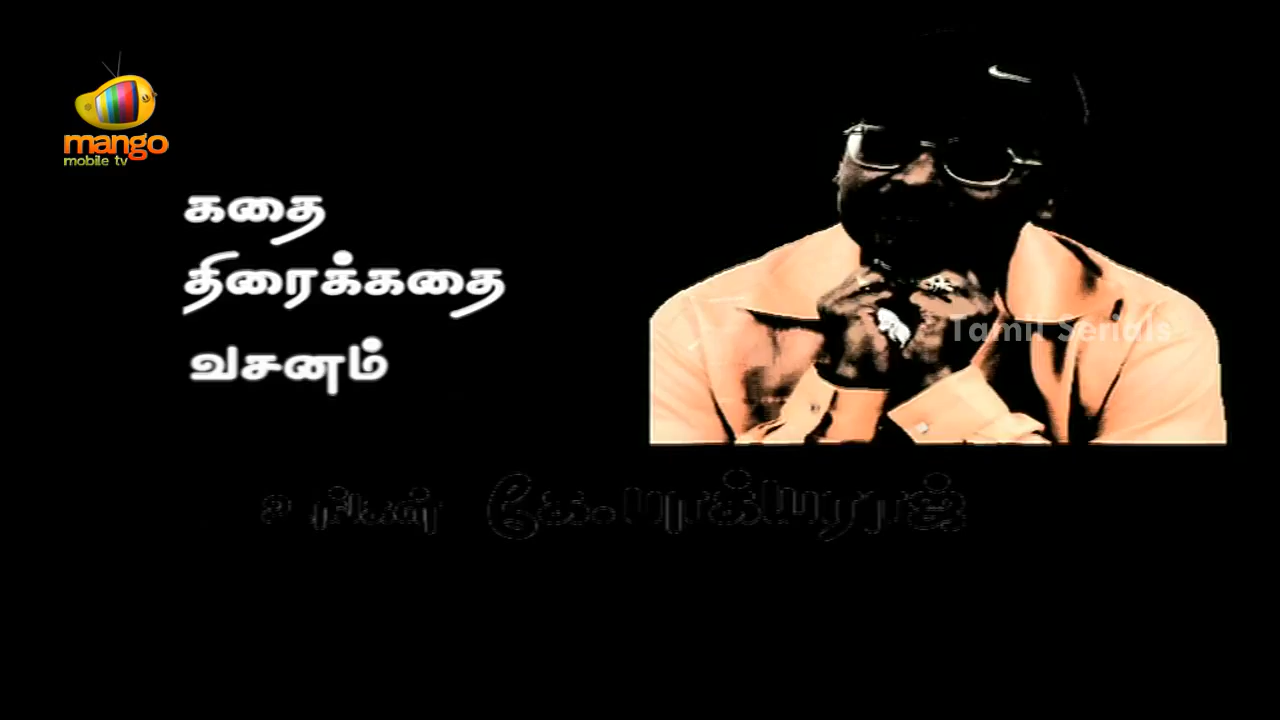 mango
mobile tv
கதை
திரைக்கதை
வசனம்
Tamil Serials
உங்கள் கே.பாக்யராஜ்